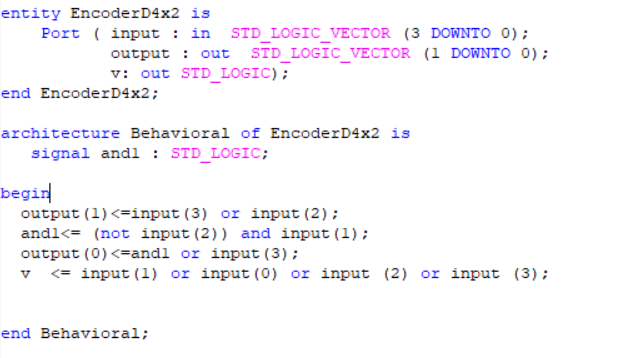 entity EncoderD4x2 is
Port ( input : in STD_LOGIC_VECTOR (3 DOWNTO 0);
output : out STD_LOGIC_VECTOR (1 DOWNTO 0);
v: out STD_LOGIC);
end EncoderD4x2;
architecture Behavioral of EncoderD4x2 is
signal and1 : STD_LOGIC;
begin
output(1)<=input(3) or input(2);
and1<= (not input(2)) and input(1);
output(0)<=and1 or input(3);
v <= input(1) or input(0) or input (2) or input (3);
end Behavioral;